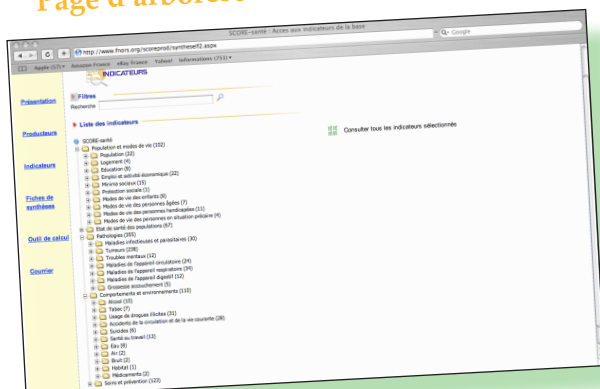 Page d'arbores
SCORE-santé : Acces aux indicateurs de la base
http://www.fnors.org/scoreprod/syntheself2.aspx
Google
Apple (57) Amazon France eBay France Yahoo! Informations (751)
INDICATEURS
Filtres
Recherche
Liste des indicateurs
Consulter tous les indicateurs sélectionnés
Présentation
Producteurs
Indicateurs
Fiches de
synthèses
Outil de calcul
Courrier
SCORE-santé
Population et modes de vie (102)
Population (22)
Logement (4)
Education (8)
Emploi et activité économique (22)
Minima sociaux (15)
Protection sociale (1)
Modes de vie des enfants (8)
Modes de vie des personnes âgées (7)
Modes de vie des personnes handicapées (11)
Modes de vie des personnes en situation précaire (4)
Etat de santé des populations (67)
Pathologies (355)
Maladies infectieuses et parasitaires (30)
Tumeurs (238)
Troubles mentaux (12)
Maladies de l'appareil circulatoire (24)
Maladies de l'appareil respiratoire (34)
Maladies de l'appareil digestif (12)
Grossesse accouchement (5)
Comportements et environnements (110)
Alcool (10)
Tabac (7)
Usage de drogues illicites (31)
Accidents de la circulation et de la vie courante (28)
Suicides (6)
Santé au travail (13)
Eau (8)
Air (2)
Bruit (2)
Habitat (1)
Médicaments (2)
Soins et prévention (122)